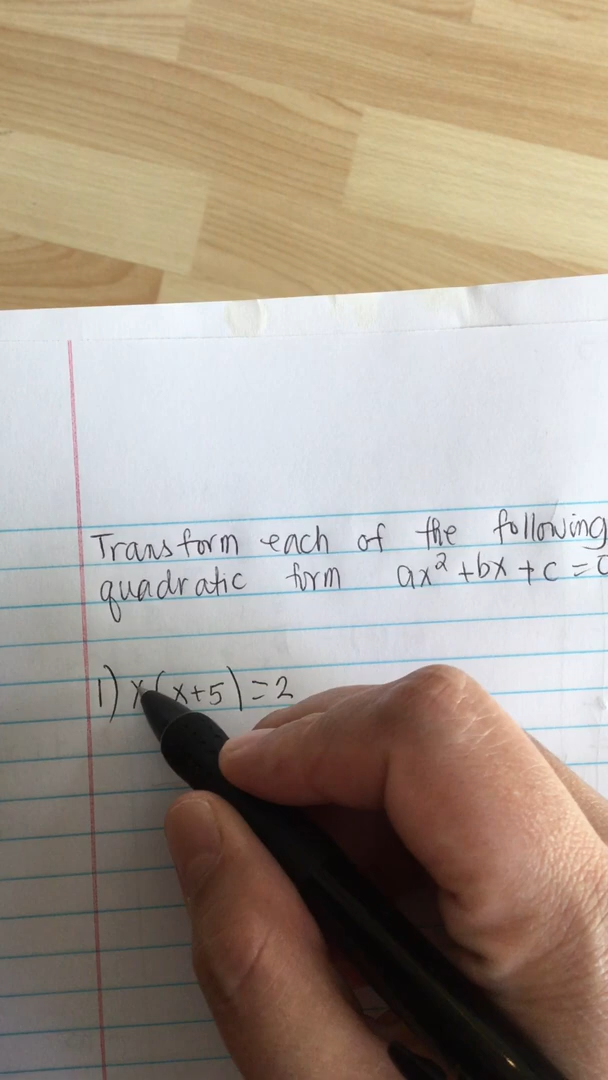 Transform each of the following
quadratic form ax² + bx + c = 0
1) x(x+5) = 2